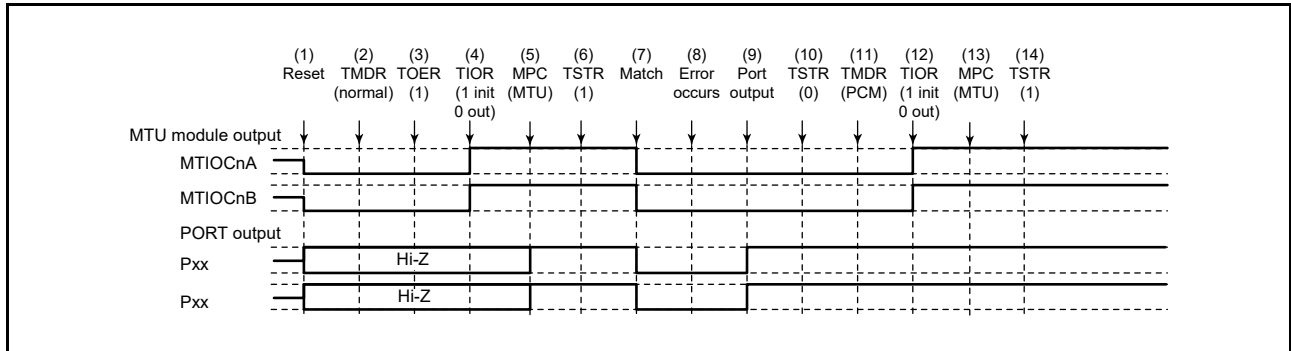 (1) (2) (3) (4) (5) (6) (7) (8) (9) (10) (11) (12) (13) (14)
Reset TMDR TOER TIOR MPC TSTR Match Error Port TSTR TMDR TIOR MPC TSTR
(normal) (1) (1 init (MTU) (1) occurs output (0) (PCM) (1 init (MTU) (1)
0 out) 0 out)
MTU module output
MTIOCnA
MTIOCnB
PORT output
Pxx Hi-Z
Pxx Hi-Z